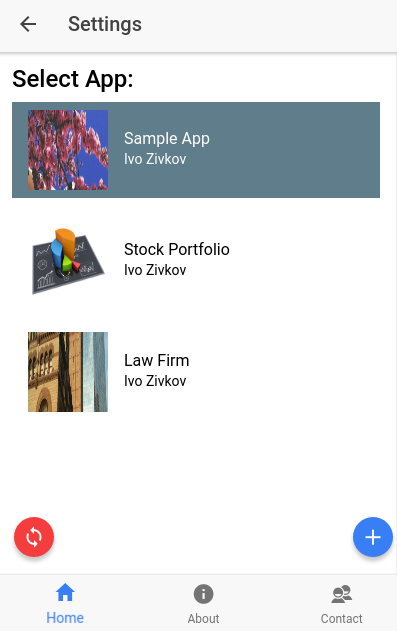 Settings
Select App:
Sample App
Ivo Zivkov
Stock Portfolio
Ivo Zivkov
Law Firm
Ivo Zivkov
Home
About
Contact